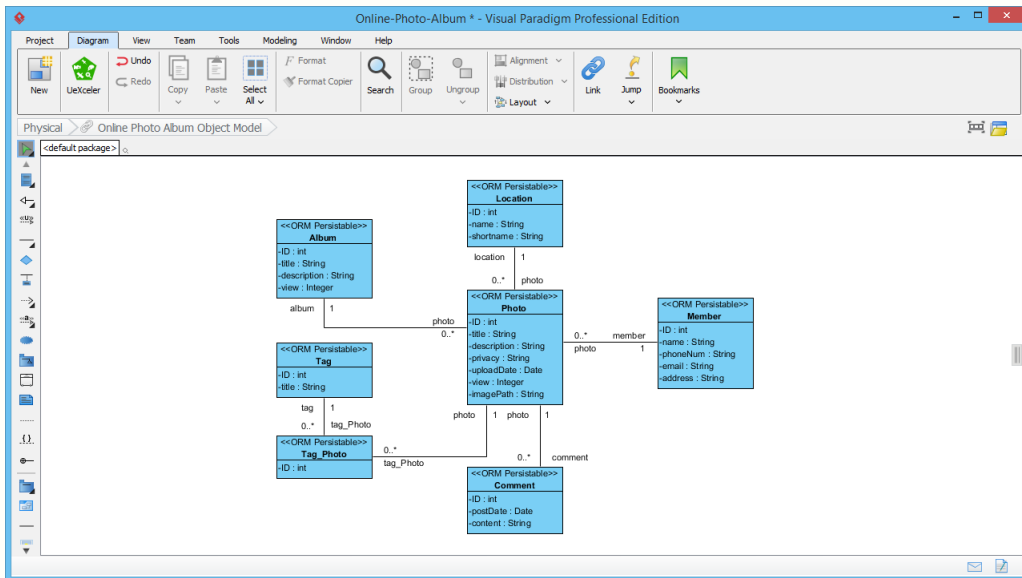 Online-Photo-Album * - Visual Paradigm Professional Edition
Project Diagram View Team Tools Modeling Window Help
New
UeXceler
Undo
Redo
Copy
Paste
Select
All
Format
Format Copier
Search
Group
Ungroup
Alignment
Distribution
Layout
Link
Jump
Bookmarks
Physical
Online Photo Album Object Model
<default package>
<<ORM Persistable>>
Location
-ID : int
-name : String
-shortname : String
location 1
0..* photo
<<ORM Persistable>>
Album
-ID : int
-title : String
-description : String
-view : Integer
album 1
photo
0..*
<<ORM Persistable>>
Photo
-ID : int
-title : String
-description : String
-privacy : String
-uploadDate : Date
-view : Integer
-imagePath : String
0..* member
photo 1
<<ORM Persistable>>
Member
-ID : int
-name : String
-phoneNum : String
-email : String
-address : String
<<ORM Persistable>>
Tag
-ID : int
-title : String
tag 1
0..* tag_Photo
<<ORM Persistable>>
Tag_Photo
-ID : int
0..*
tag_Photo
photo 1 photo 1
0..* comment
<<ORM Persistable>>
Comment
-ID : int
-postDate : Date
-content : String